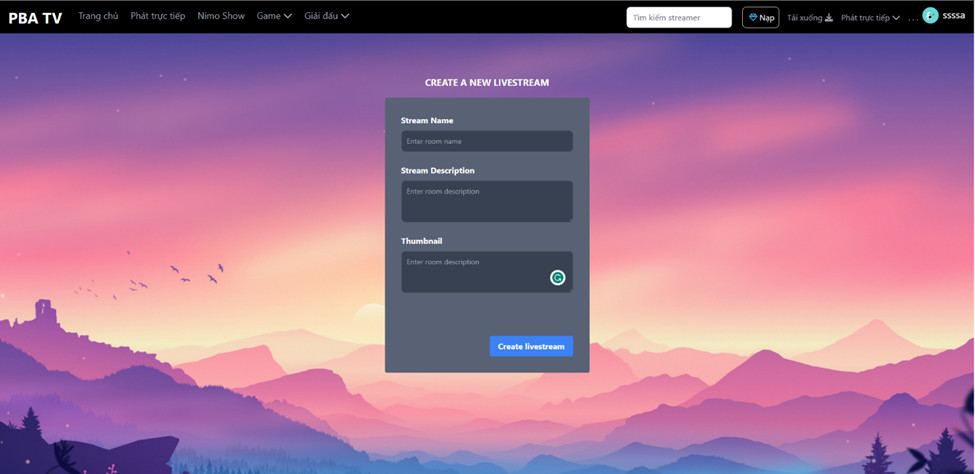 PBA TV Trang chủ Phát trực tiếp Nimo Show Game Giải đấu Tìm kiếm streamer Nạp Tải xuống Phát trực tiếp ... ssssa
CREATE A NEW LIVESTREAM
Stream Name
Enter room name
Stream Description
Enter room description
Thumbnail
Enter room description
Create livestream